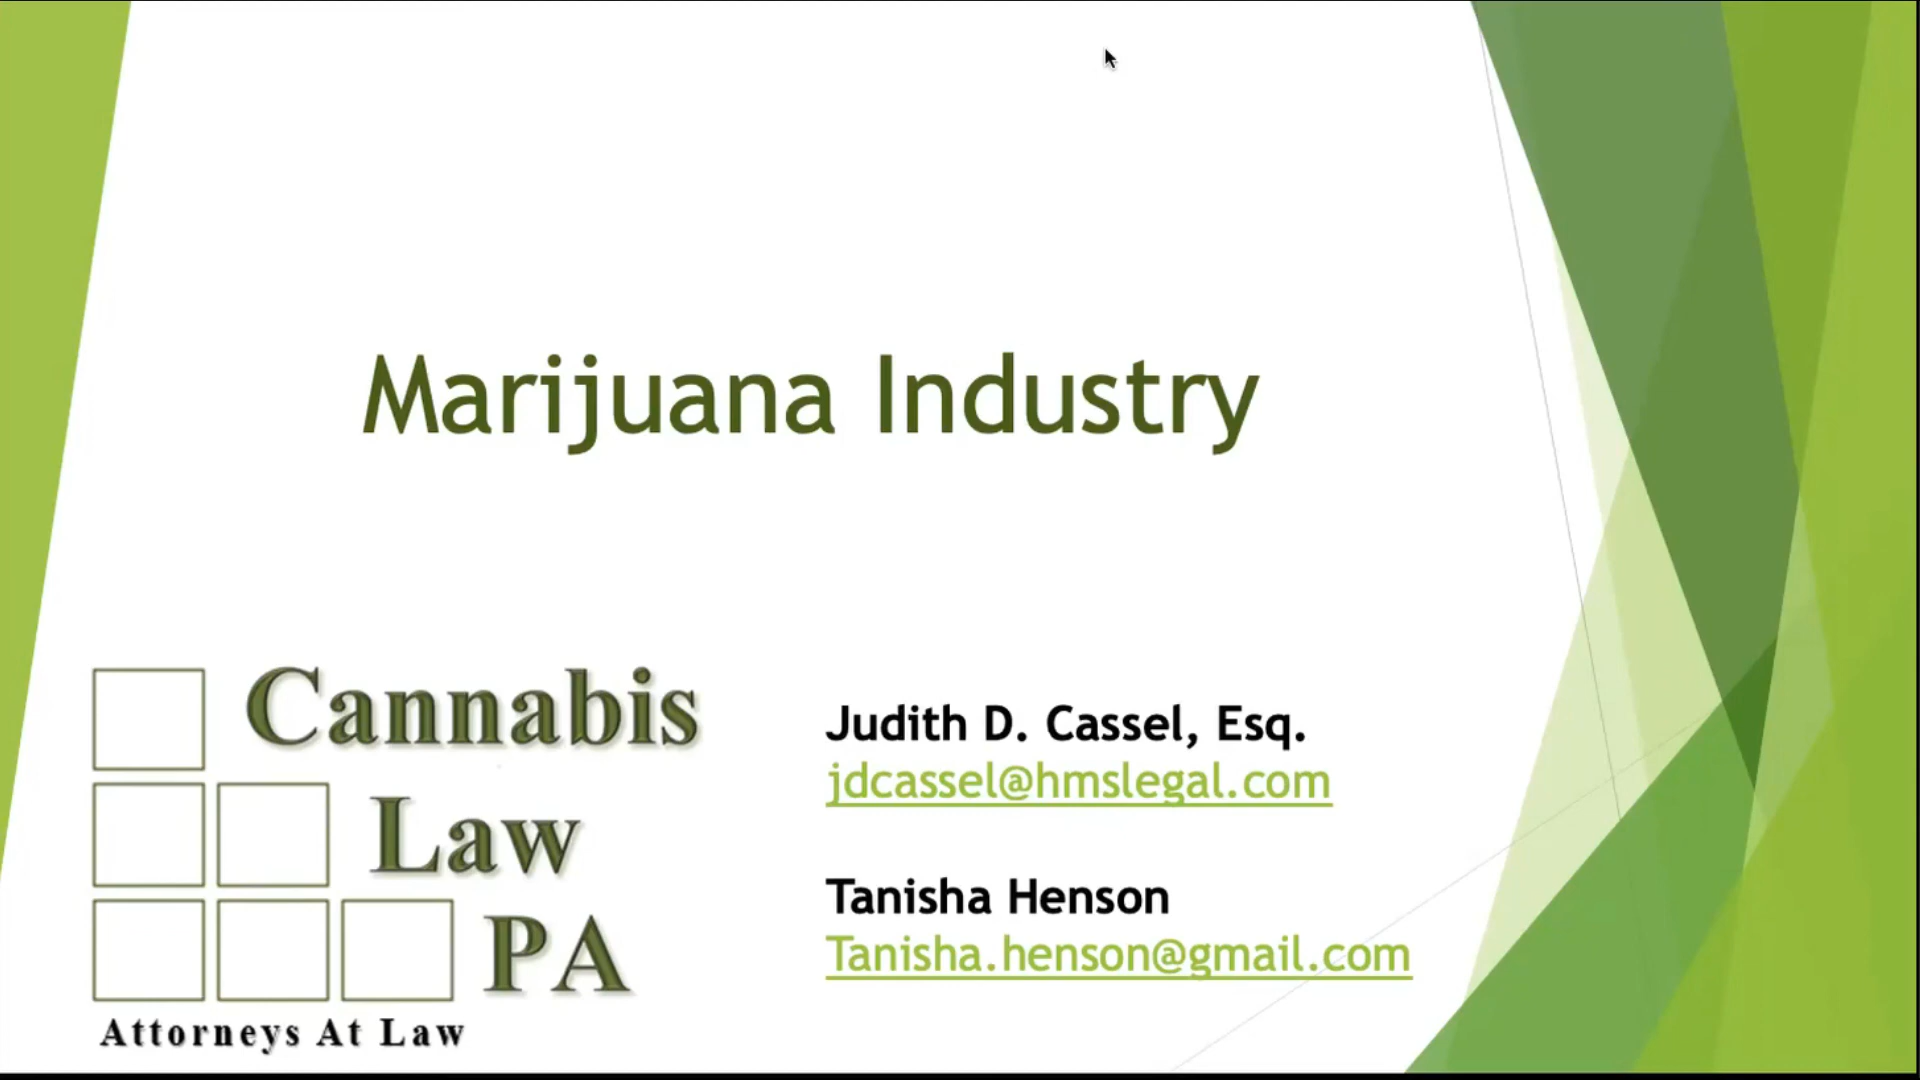 Marijuana Industry
Cannabis
Law
PA
Attorneys At Law
Judith D. Cassel, Esq.
jdcassel@hmslegal.com
Tanisha Henson
Tanisha.henson@gmail.com